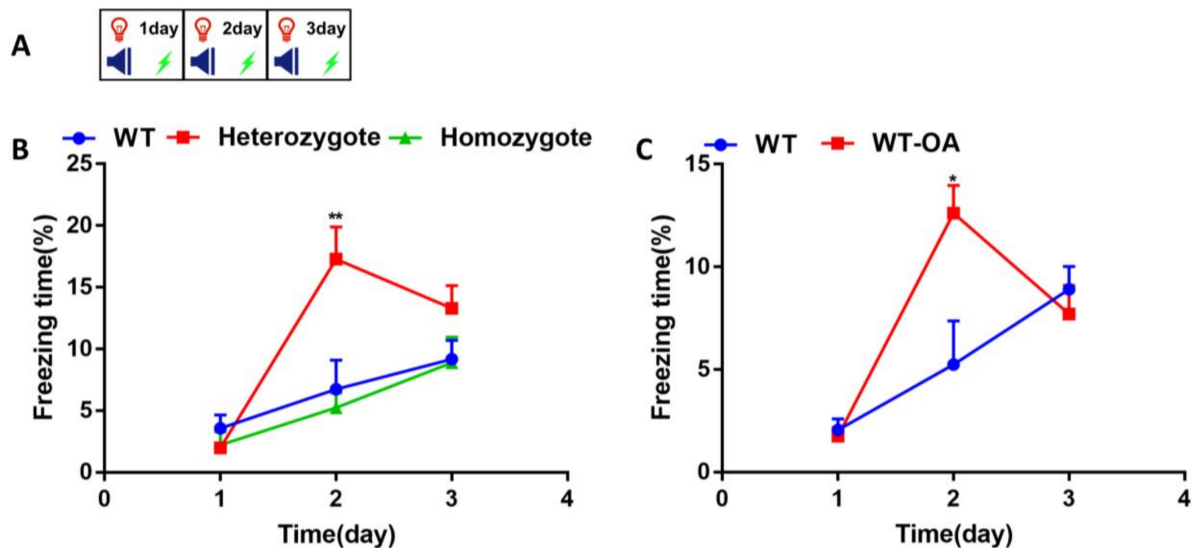 A
1day 2day 3day
B
WT Heterozygote Homozygote
Freezing time(%)
25
20
15
10
5
0
**
0 1 2 3 4
Time(day)
C
WT WT-OA
Freezing time(%)
15
10
5
0
*
0 1 2 3 4
Time(day)